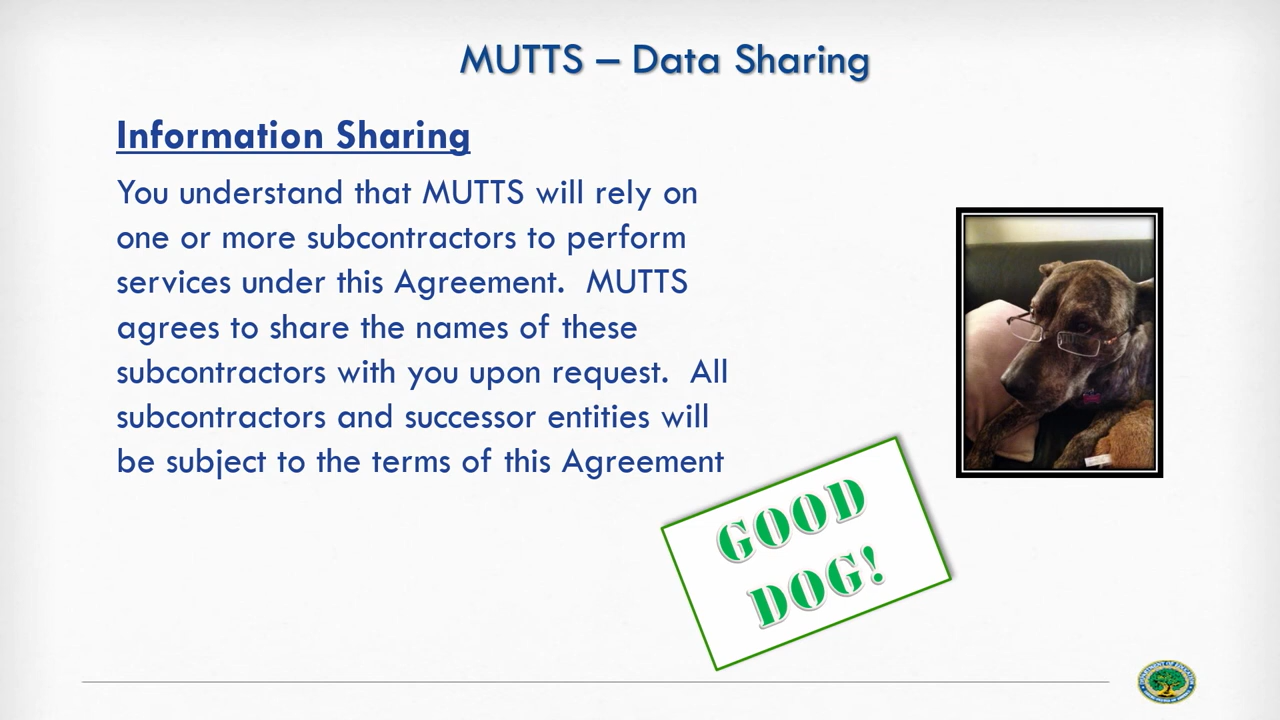 MUTTS – Data Sharing
Information Sharing
You understand that MUTTS will rely on
one or more subcontractors to perform
services under this Agreement.  MUTTS
agrees to share the names of these
subcontractors with you upon request.  All
subcontractors and successor entities will
be subject to the terms of this Agreement
GOOD
DOG!